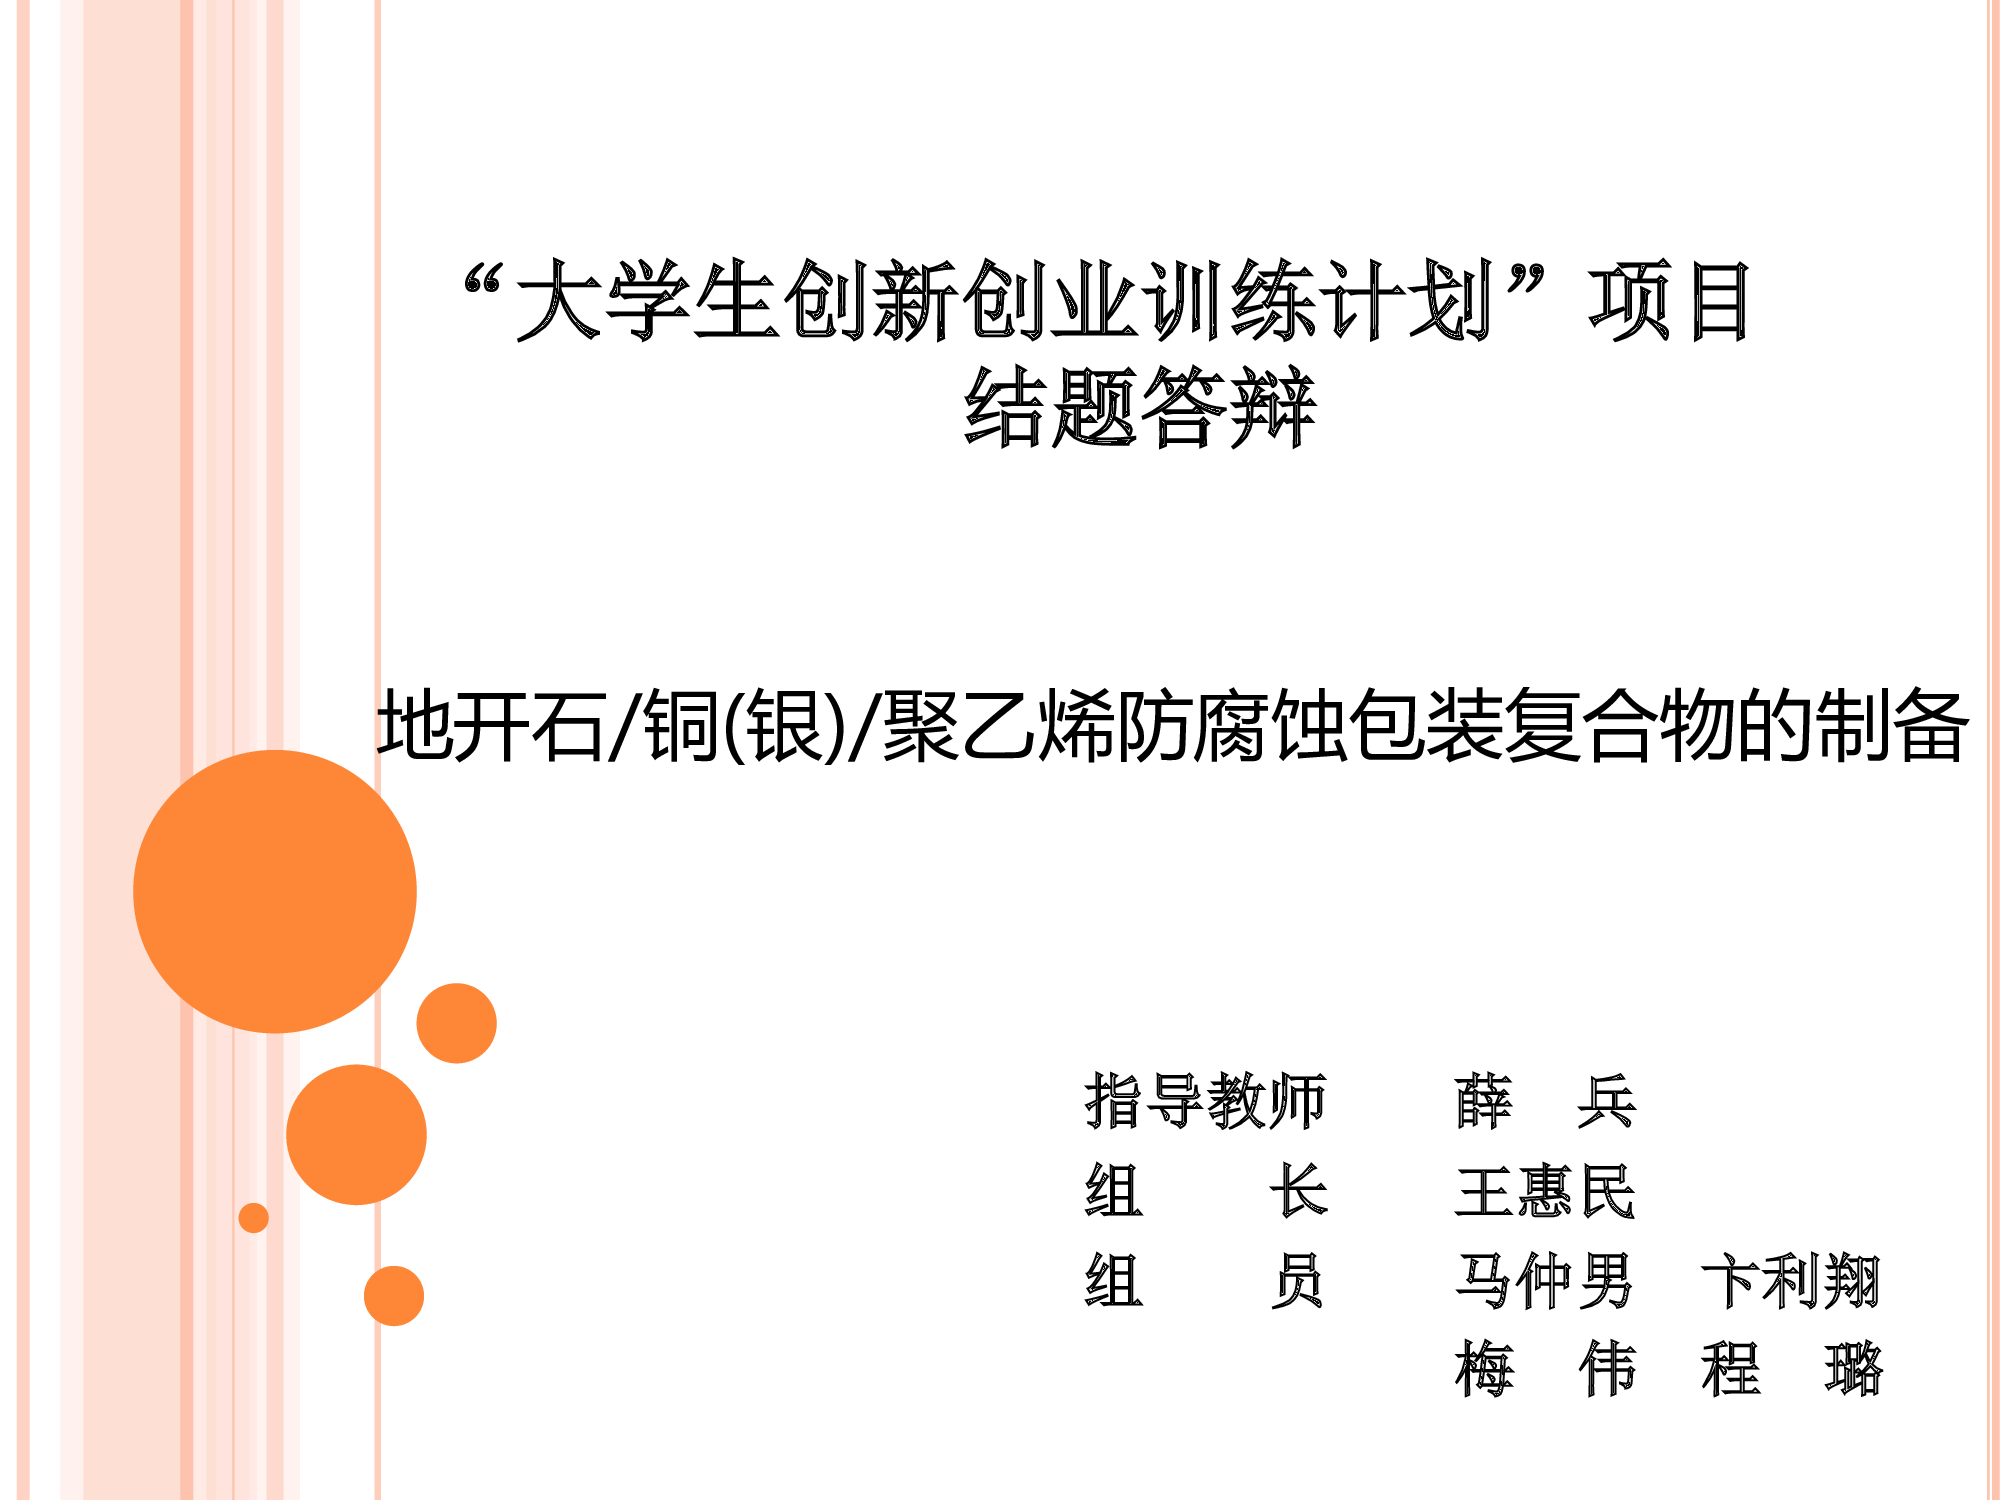 “大学生创新创业训练计划”项目
结题答辩
地开石/铜(银)/聚乙烯防腐蚀包装复合物的制备
指导教师　　薛　兵
组　　长　　王惠民
组　　员　　马仲男　卞利翔
梅　伟　程　璐